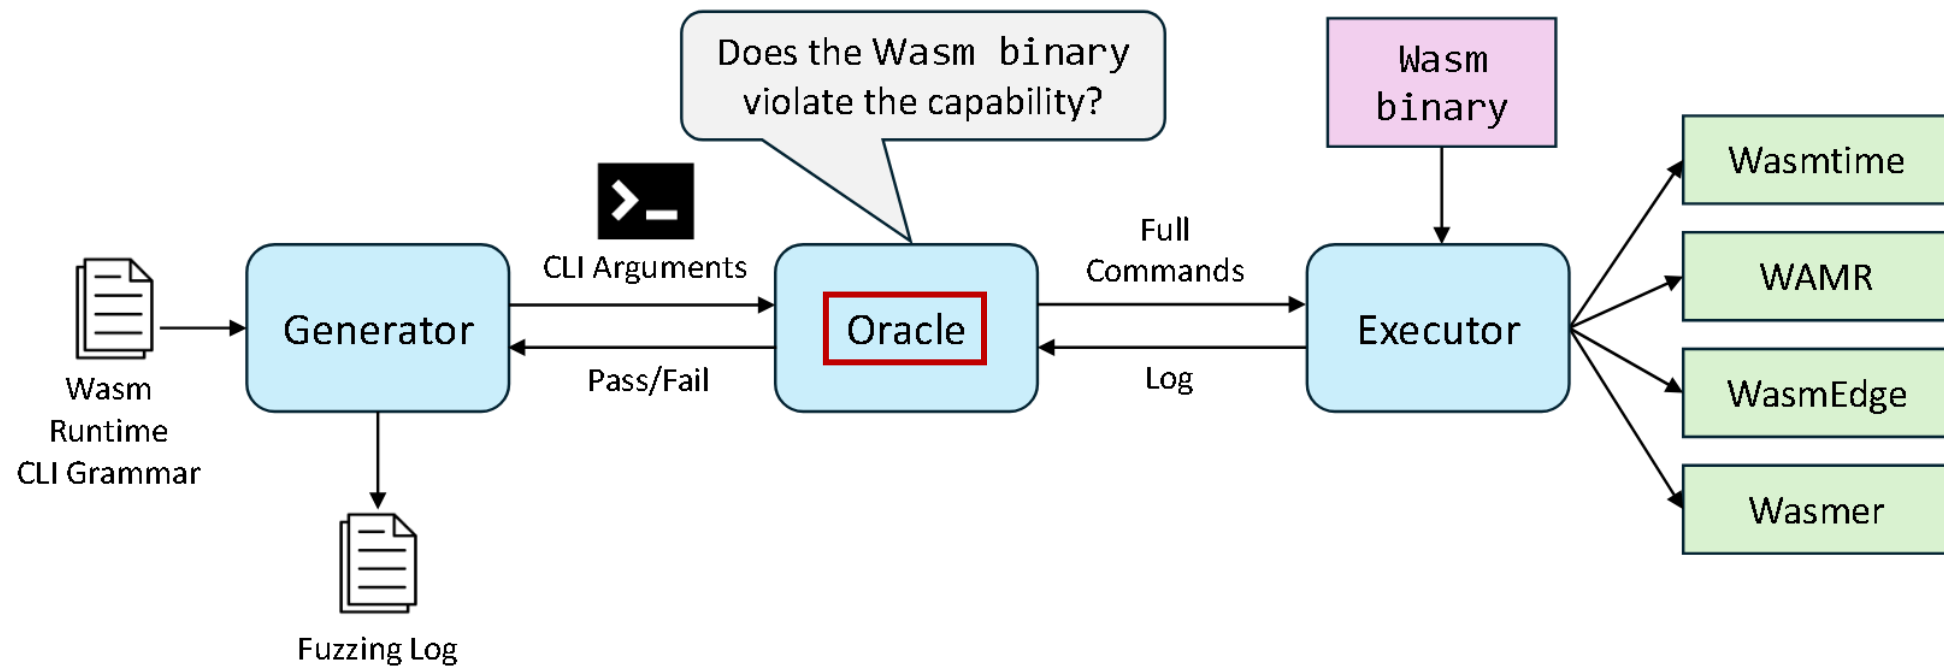 Does the Wasm binary
violate the capability?
Wasm
binary
Wasmtime
WAMR
WasmEdge
Wasmer
CLI Arguments
Full
Commands
Generator
Oracle
Executor
Pass/Fail
Log
Wasm
Runtime
CLI Grammar
Fuzzing Log